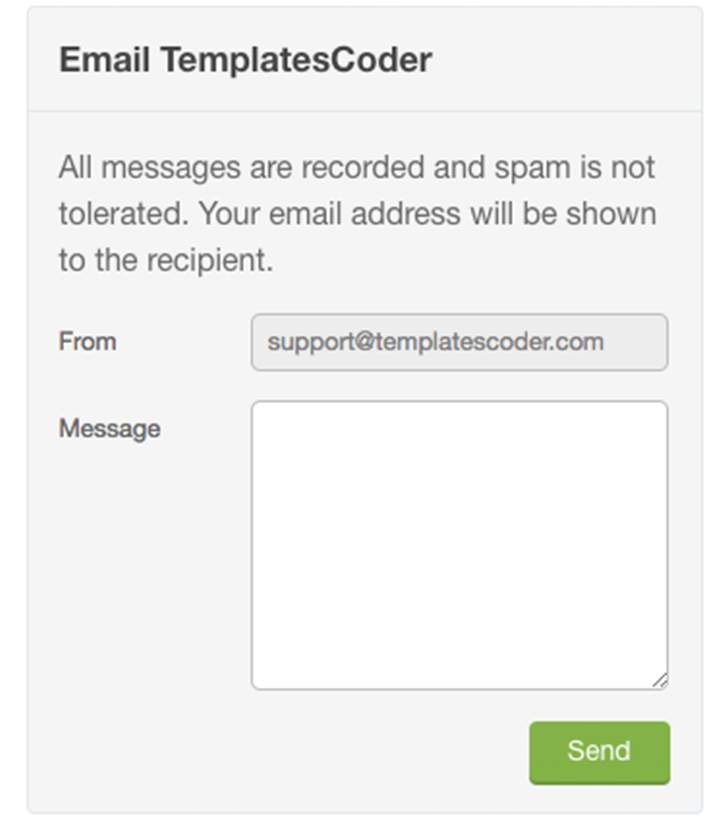 Email TemplatesCoder
All messages are recorded and spam is not
tolerated. Your email address will be shown
to the recipient.
From
support@templatescoder.com
Message
Send